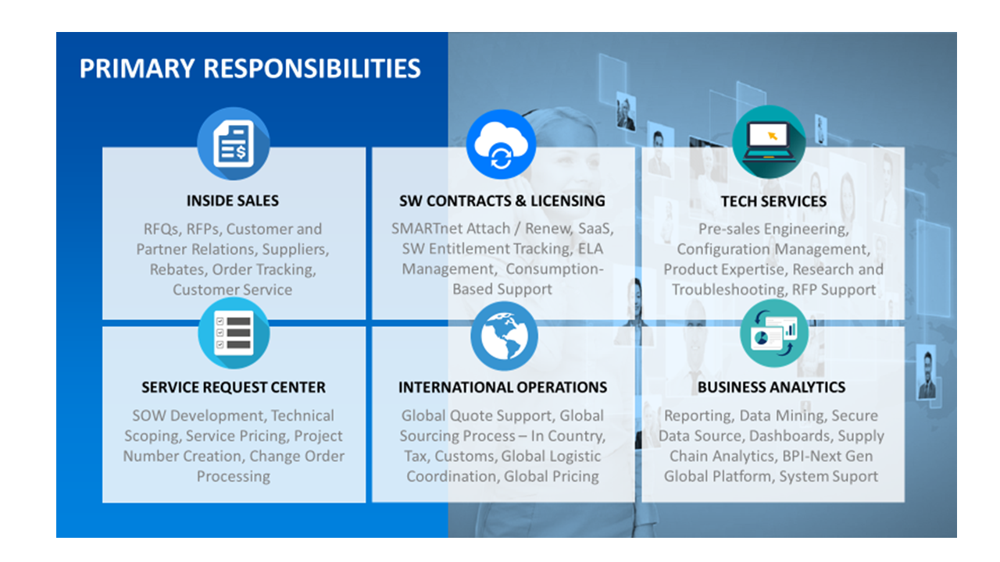 PRIMARY RESPONSIBILITIES
INSIDE SALES
RFQs, RFPs, Customer and
Partner Relations, Suppliers,
Rebates, Order Tracking,
Customer Service
SW CONTRACTS & LICENSING
SMARTnet Attach / Renew, SaaS,
SW Entitlement Tracking, ELA
Management, Consumption-
Based Support
TECH SERVICES
Pre-sales Engineering,
Configuration Management,
Product Expertise, Research and
Troubleshooting, RFP Support
SERVICE REQUEST CENTER
SOW Development, Technical
Scoping, Service Pricing, Project
Number Creation, Change Order
Processing
INTERNATIONAL OPERATIONS
Global Quote Support, Global
Sourcing Process – In Country,
Tax, Customs, Global Logistic
Coordination, Global Pricing
BUSINESS ANALYTICS
Reporting, Data Mining, Secure
Data Source, Dashboards, Supply
Chain Analytics, BPI-Next Gen
Global Platform, System Suport